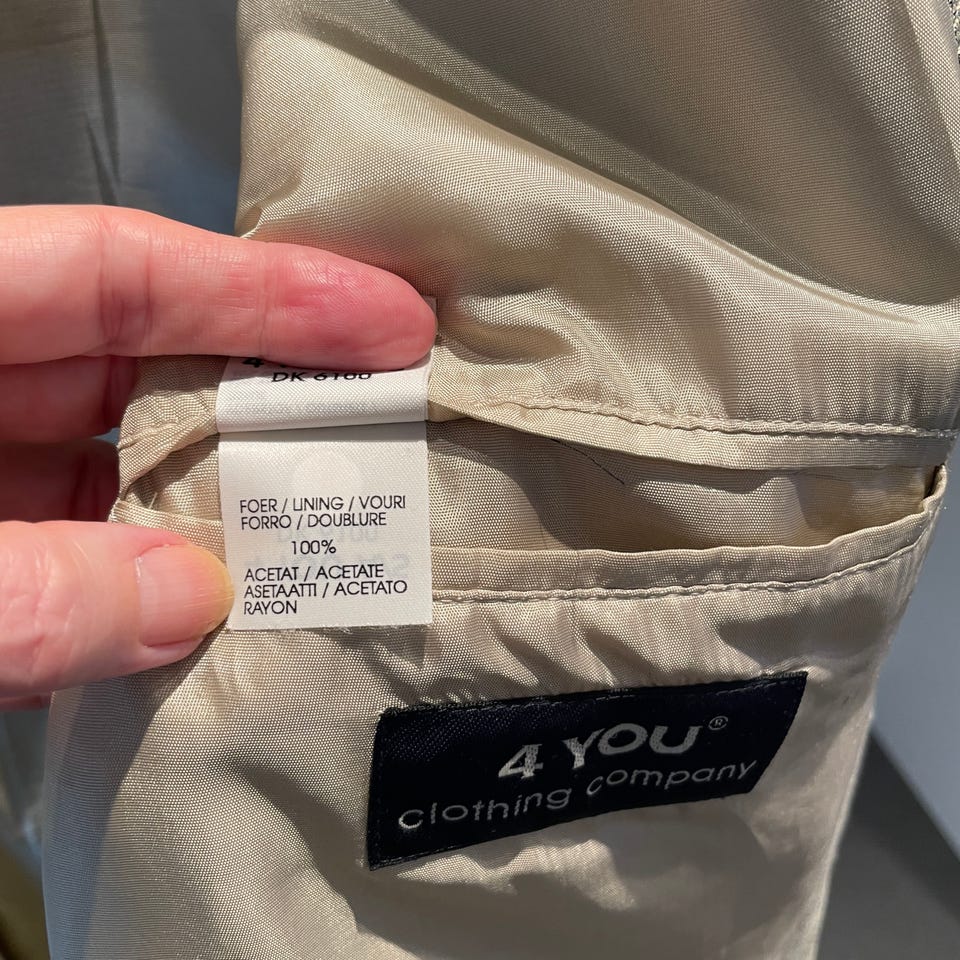 DK 6100
FOER / LINING / VOURI
FORRO / DOUBLURE
100%
ACETAT / ACETATE
ASETAATTI / ACETATO
RAYON
4 YOU®
clothing company